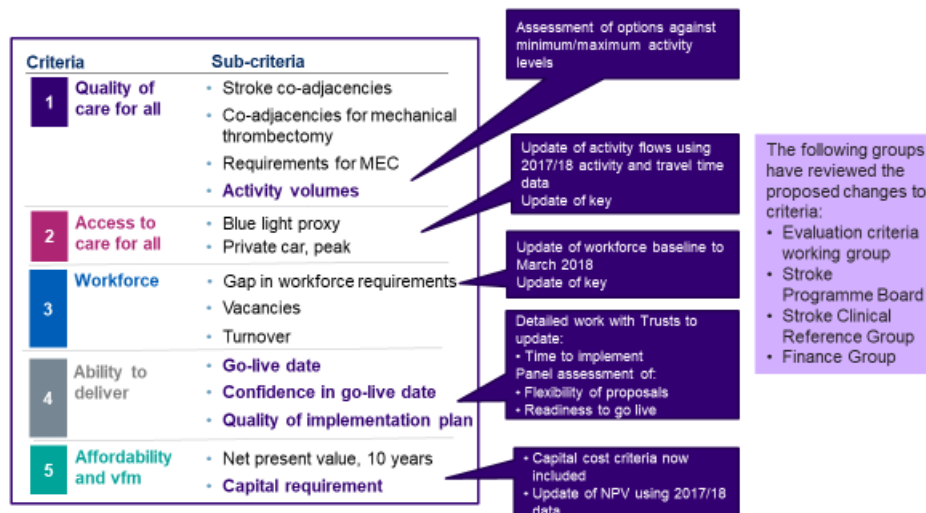 Criteria
Sub-criteria
1
Quality of
care for all
• Stroke co-adjacencies
• Co-adjacencies for mechanical
thrombectomy
• Requirements for MEC
• Activity volumes
2
Access to
care for all
• Blue light proxy
• Private car, peak
3
Workforce
• Gap in workforce requirements
• Vacancies
• Turnover
4
Ability to
deliver
• Go-live date
• Confidence in go-live date
• Quality of implementation plan
5
Affordability
and vfm
• Net present value, 10 years
• Capital requirement
Assessment of options against
minimum/maximum activity
levels
Update of activity flows using
2017/18 activity and travel time
data
Update of key
Update of workforce baseline to
March 2018
Update of key
Detailed work with Trusts to
update:
• Time to implement
Panel assessment of:
• Flexibility of proposals
• Readiness to go live
• Capital cost criteria now
included
• Update of NPV using 2017/18
data
The following groups
have reviewed the
proposed changes to
criteria:
• Evaluation criteria
working group
• Stroke
Programme Board
• Stroke Clinical
Reference Group
• Finance Group